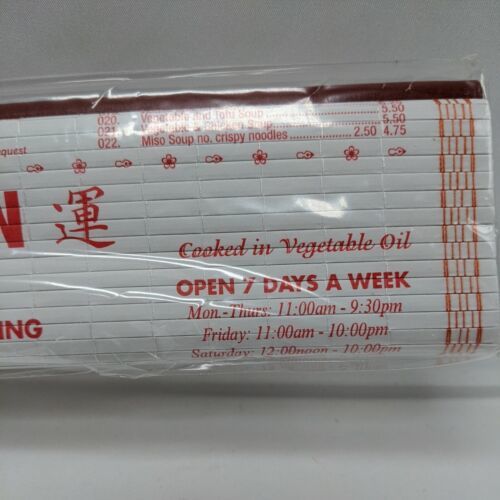 020. Vegetable and Tofu Soup 5.50
021. Vegetable & Chicken Soup 5.50
022. Miso Soup no. crispy noodles 2.50 4.75
equest
N 運
Cooked in Vegetable Oil
OPEN 7 DAYS A WEEK
Mon.-Thurs: 11:00am - 9:30pm
ING
Friday: 11:00am - 10:00pm
Saturday: 12:00noon - 10:00pm